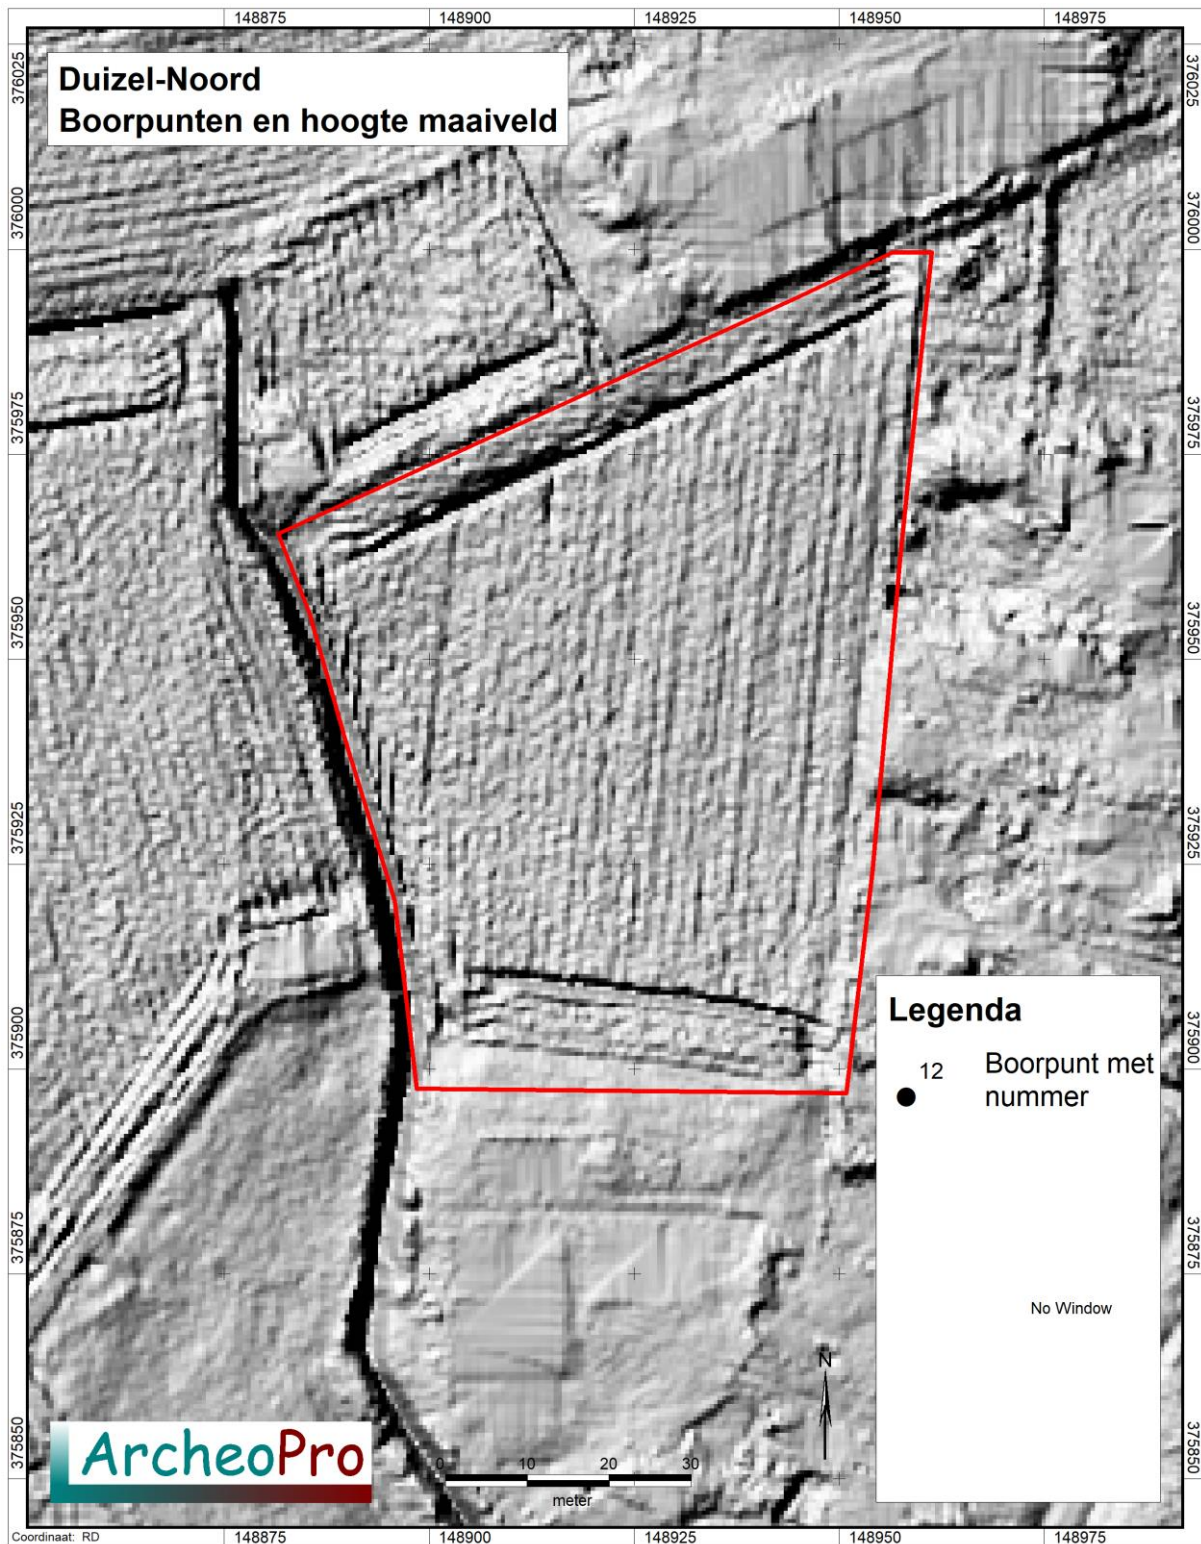 148875 148900 148925 148950 148975
Duizel-Noord
Boorpunten en hoogte maaiveld
376025 376025
376000 376000
375975 375975
375950 375950
375925 375925
375900 375900
Legenda
12 Boorpunt met
nummer
375875 375875
No Window
N
375850 375850
ArcheoPro
0 10 20 30
meter
Coordinaat: RD
148875 148900 148925 148950 148975